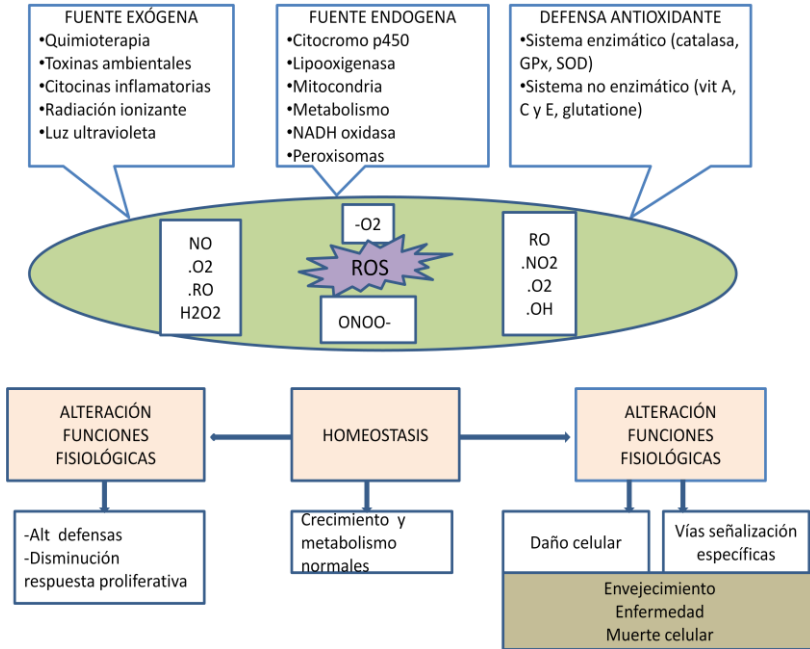 FUENTE EXÓGENA
•Quimioterapia
•Toxinas ambientales
•Citocinas inflamatorias
•Radiación ionizante
•Luz ultravioleta
FUENTE ENDOGENA
•Citocromo p450
•Lipooxigenasa
•Mitocondria
•Metabolismo
•NADH oxidasa
•Peroxisomas
DEFENSA ANTIOXIDANTE
•Sistema enzimático (catalasa,
GPx, SOD)
•Sistema no enzimático (vit A,
C y E, glutatione)
NO
.O2
.RO
H2O2
-O2
ROS
ONOO-
RO
.NO2
.O2
.OH
ALTERACIÓN
FUNCIONES
FISIOLÓGICAS
HOMEOSTASIS
ALTERACIÓN
FUNCIONES
FISIOLÓGICAS
-Alt defensas
-Disminución
respuesta proliferativa
Crecimiento y
metabolismo
normales
Daño celular
Vías señalización
específicas
Envejecimiento
Enfermedad
Muerte celular